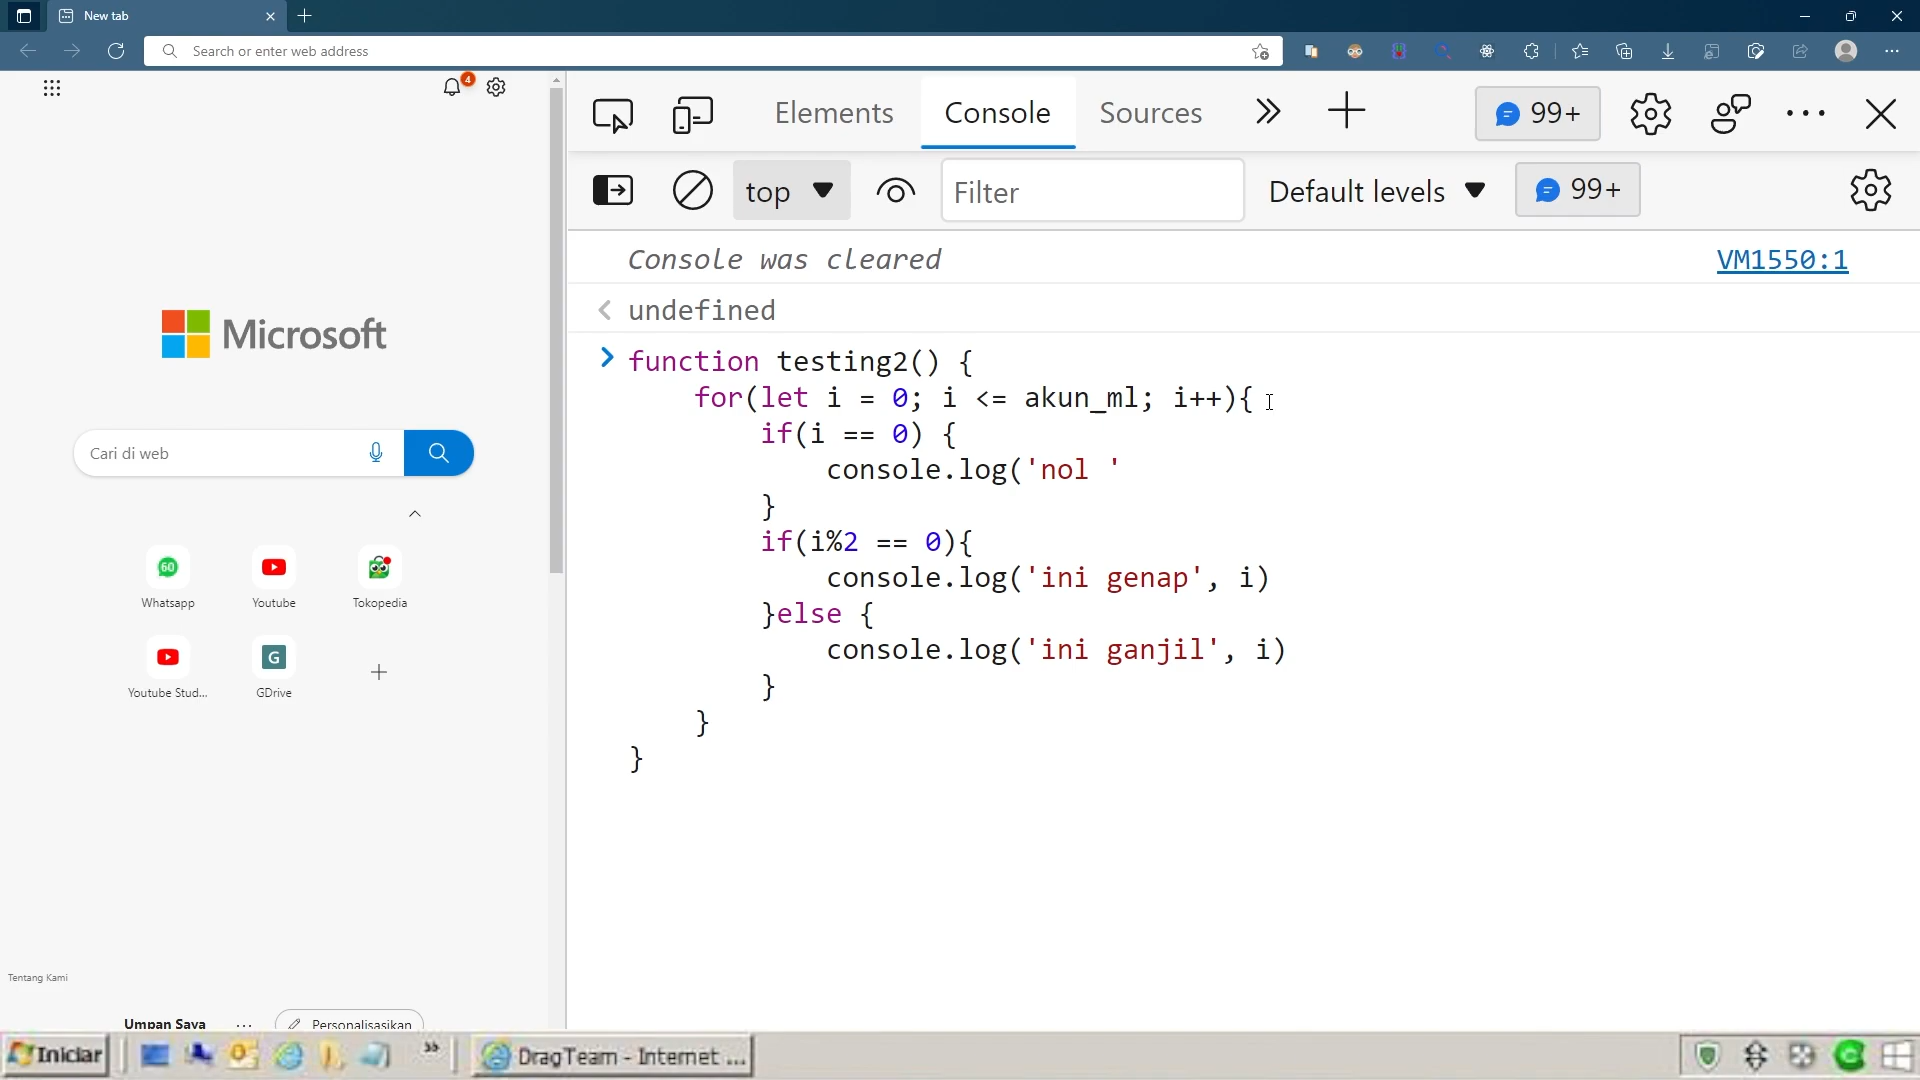 New tab
Search or enter web address
4
Microsoft
Cari di web
60
Whatsapp
Youtube
Tokopedia
Youtube Stud...
G
GDrive
Tentang Kami
Umpan Saya
Personalisasikan
Elements
Console
Sources
99+
top
Filter
Default levels
99+
Console was cleared
VM1550:1
undefined
function testing2() {
for(let i = 0; i <= akun_ml; i++){
if(i == 0) {
console.log('nol '
}
if(i%2 == 0){
console.log('ini genap', i)
}else {
console.log('ini ganjil', i)
}
}
}
Iniciar
DragTeam - Internet ...